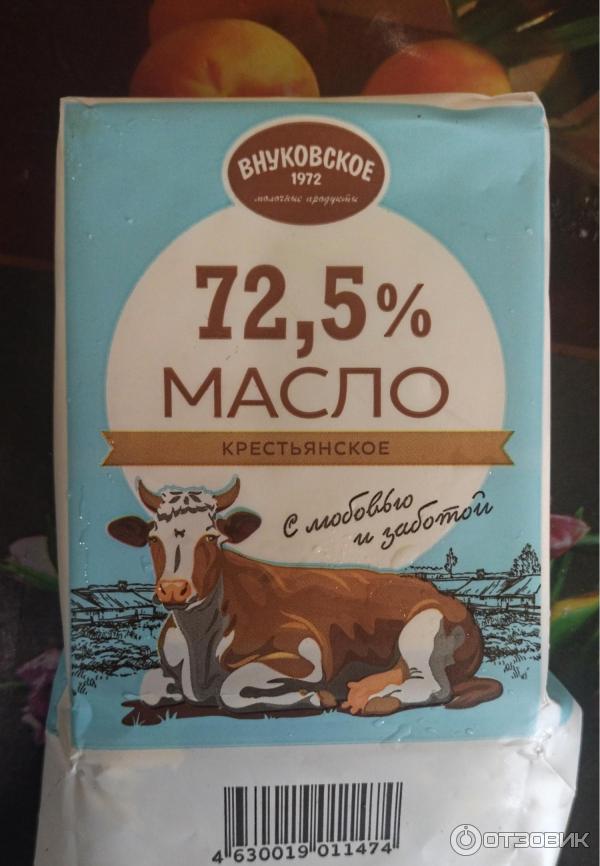 ВНУКОВСКОЕ
1972
молочные продукты
72,5%
МАСЛО
КРЕСТЬЯНСКОЕ
С любовью
и заботой
4 630019 011474
ОТЗОВИК